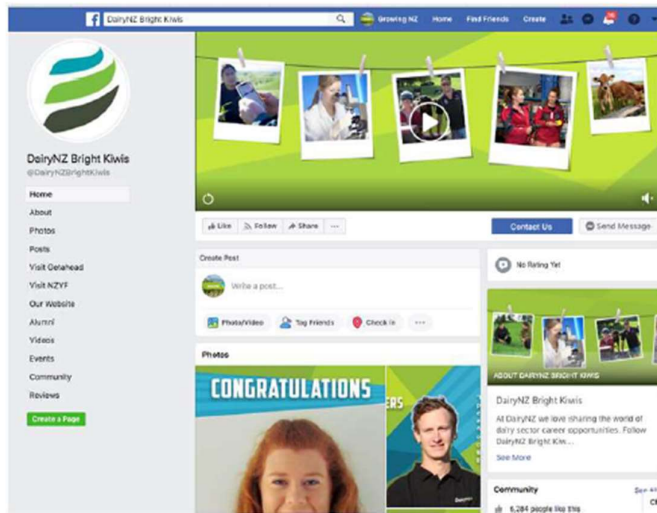 DairyNZ Bright Kiwis
Growing NZ
Home
Find Friends
Create
DairyNZ Bright Kiwis
@DairyNZBrightKiwis
Home
About
Photos
Posts
Visit Getahead
Visit NZYF
Our Website
Alumni
Videos
Events
Community
Reviews
Create a Page
Like
Follow
Share
Contact Us
Send Message
Create Post
Write a post...
Photo/Video
Tag Friends
Check in
No Rating Yet
Photos
CONGRATULATIONS
ERS
ABOUT DAIRYNZ BRIGHT KIWIS
DairyNZ Bright Kiwis
At DairyNZ we love sharing the world of
dairy sector career opportunities. Follow
DairyNZ Bright Kiw...
See More
Community
6,284 people like this